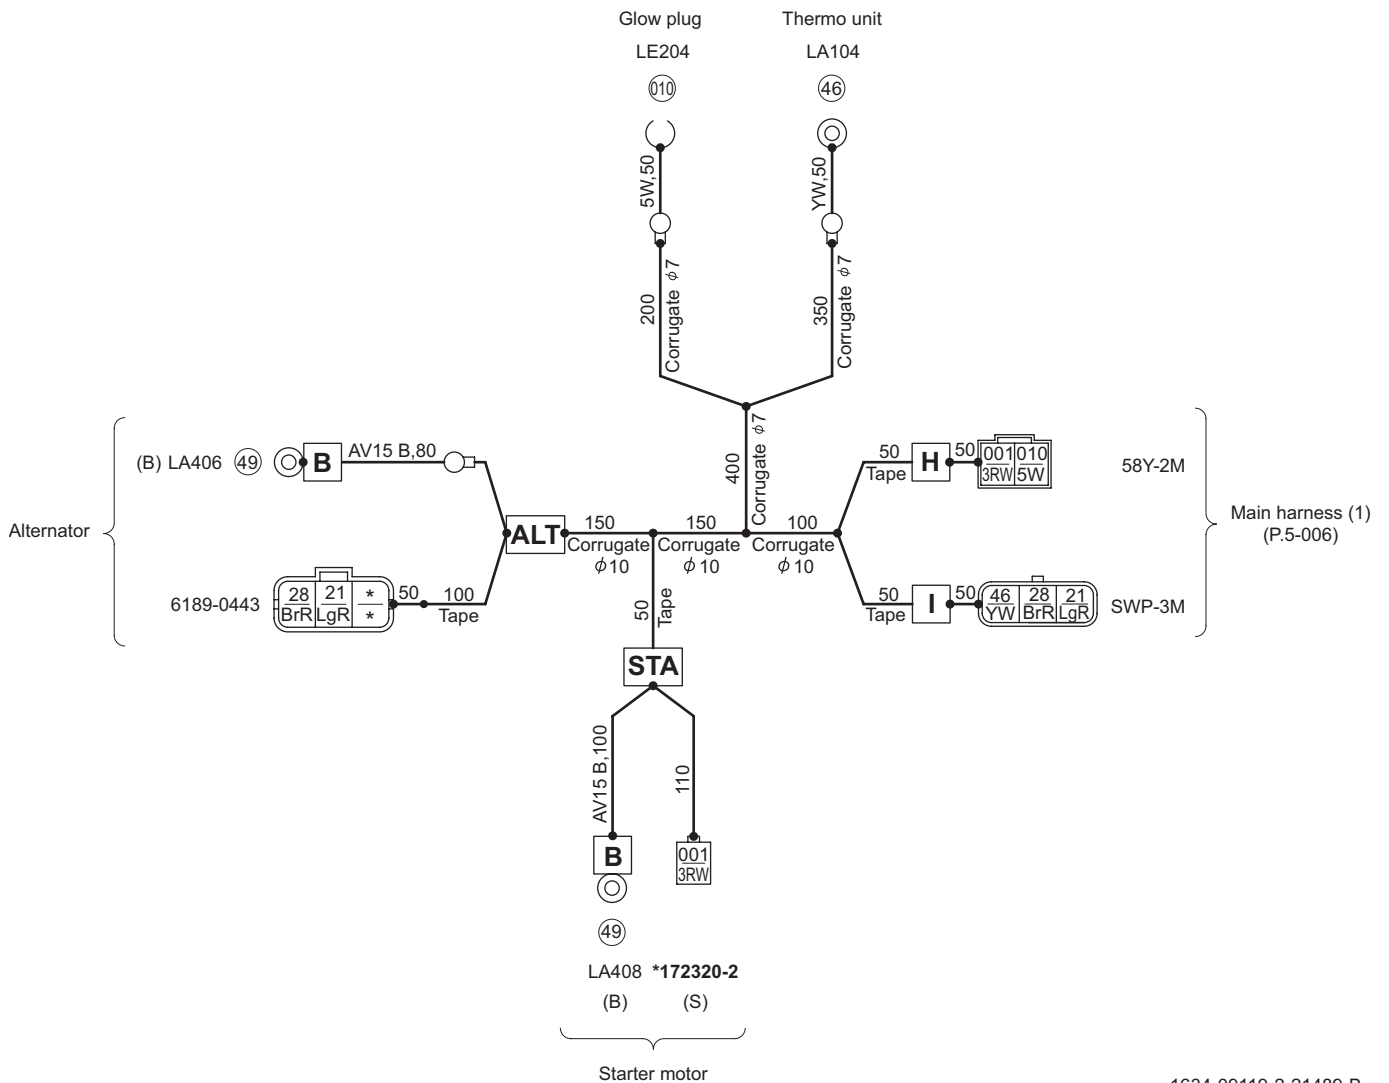 Glow plug
Thermo unit
LE204
LA104
010
46
5W,50
YW,50
200
Corrugate φ7
350
Corrugate φ7
400
Corrugate φ7
Alternator
(B) LA406
49
B
AV15 B,80
50
Tape
H
50
001 010
3RW 5W
58Y-2M
Main harness (1)
(P.5-006)
ALT
150
Corrugate
φ10
150
Corrugate
φ10
100
Corrugate
φ10
6189-0443
28 21 *
BrR LgR *
50
100
Tape
50
Tape
50
Tape
I
50
46 28 21
YW BrR LgR
SWP-3M
STA
AV15 B,100
110
B
001
3RW
49
LA408 *172320-2
(B) (S)
Starter motor